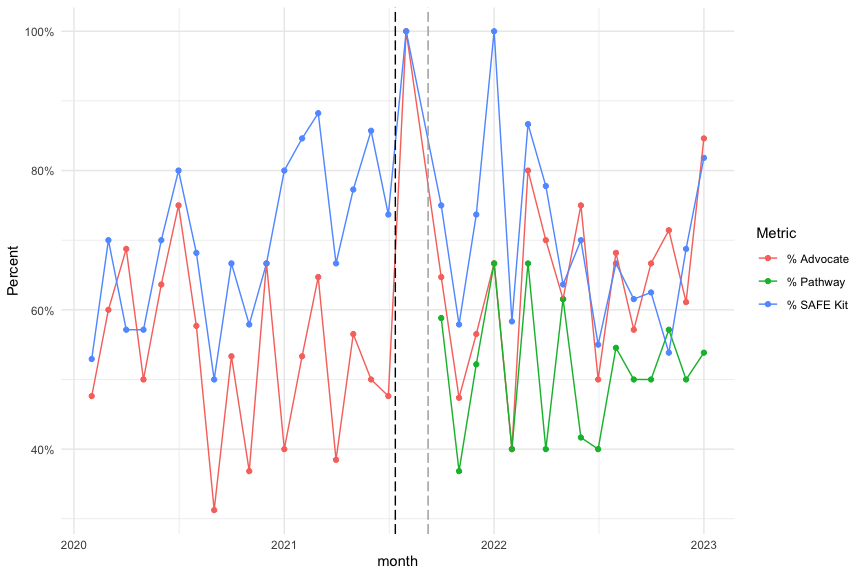 100%
80%
60%
40%
Percent
2020
2021
2022
2023
month
Metric
% Advocate
% Pathway
% SAFE Kit